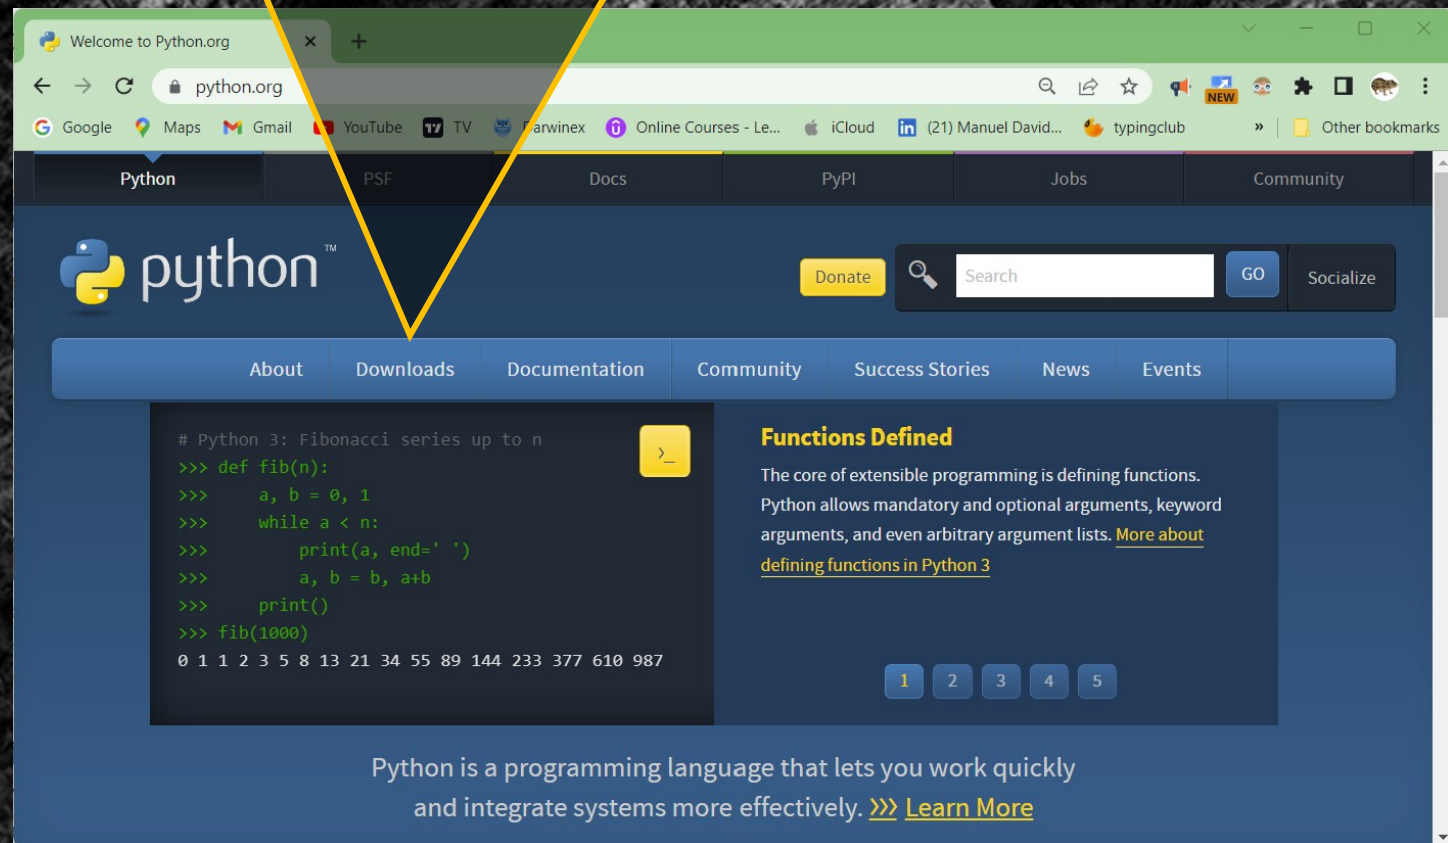 Welcome to Python.org
python.org
NEW
Google Maps Gmail YouTube TV Darwinex Online Courses - Le... iCloud (21) Manuel David... typingclub » Other bookmarks
Python PSF Docs PyPI Jobs Community
python™
Donate Search GO Socialize
About Downloads Documentation Community Success Stories News Events
# Python 3: Fibonacci series up to n
>>> def fib(n):
>>>     a, b = 0, 1
>>>     while a < n:
>>>         print(a, end=' ')
>>>         a, b = b, a+b
>>>     print()
>>> fib(1000)
0 1 1 2 3 5 8 13 21 34 55 89 144 233 377 610 987
>_
Functions Defined
The core of extensible programming is defining functions.
Python allows mandatory and optional arguments, keyword
arguments, and even arbitrary argument lists. More about
defining functions in Python 3
1 2 3 4 5
Python is a programming language that lets you work quickly
and integrate systems more effectively. >>> Learn More